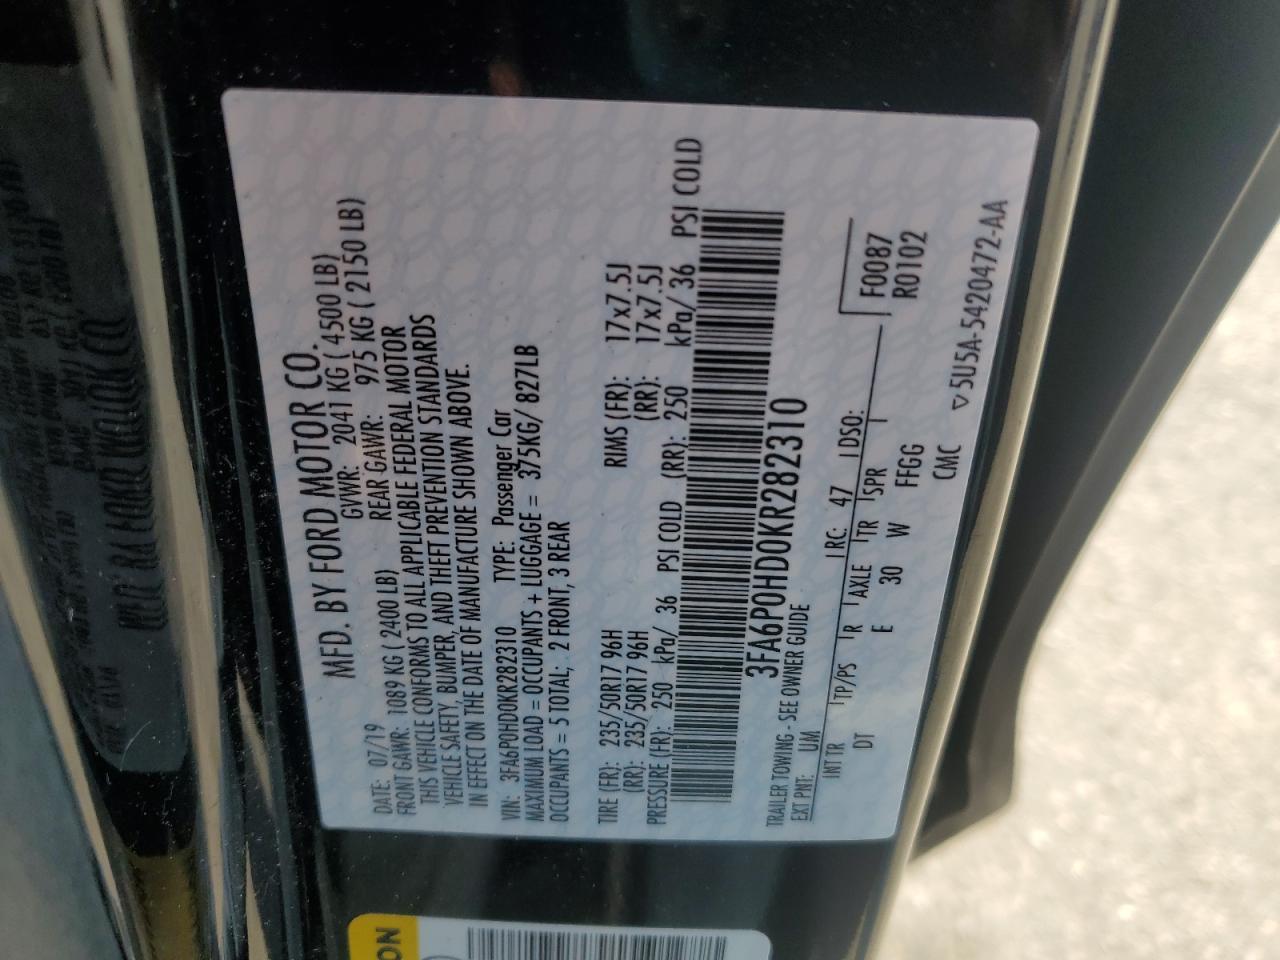 MFD. BY FORD MOTOR CO.
DATE: 07/19 GVWR: 2041 KG ( 4500 LB)
FRONT GAWR: 1089 KG ( 2400 LB) REAR GAWR: 975 KG ( 2150 LB)
THIS VEHICLE CONFORMS TO ALL APPLICABLE FEDERAL MOTOR
VEHICLE SAFETY, BUMPER, AND THEFT PREVENTION STANDARDS
IN EFFECT ON THE DATE OF MANUFACTURE SHOWN ABOVE.
VIN: 3FA6P0HD0KR282310 TYPE: Passenger Car
MAXIMUM LOAD = OCCUPANTS + LUGGAGE = 375KG/ 827LB
OCCUPANTS = 5 TOTAL, 2 FRONT, 3 REAR
TIRE (FR): 235/50R17 96H RIMS (FR): 17x7.5J
(RR): 235/50R17 96H (RR): 17x7.5J
PRESSURE (FR): 250 kPa/ 36 PSI COLD (RR): 250 kPa/ 36 PSI COLD
3FA6P0HD0KR282310
TRAILER TOWING - SEE OWNER GUIDE
EXT PNT: UM RC: 47 DSO:
F0087
R0102
INT TR TP/PS R AXLE TR SPR
DT E 30 W FGG
CMC
▽5U5A-5420472-AA
ON